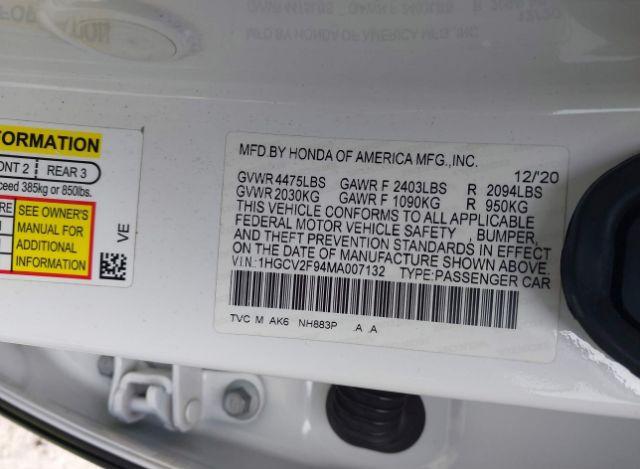 FORMATION
ONT 2 REAR 3
ceed 385kg or 850lbs.
RE
SEE OWNER'S
MANUAL FOR
ADDITIONAL
INFORMATION
VE
MFD.BY HONDA OF AMERICA MFG.,INC.
12/'20
GVWR 4475LBS GAWR F 2403LBS R 2094LBS
GVWR 2030KG GAWR F 1090KG R 950KG
THIS VEHICLE CONFORMS TO ALL APPLICABLE
FEDERAL MOTOR VEHICLE SAFETY , BUMPER,
AND THEFT PREVENTION STANDARDS IN EFFECT
ON THE DATE OF MANUFACTURE SHOWN ABOVE.
V.I.N.:1HGCV2F94MA007132 TYPE:PASSENGER CAR
TVC M AK6 NH883P .A .A